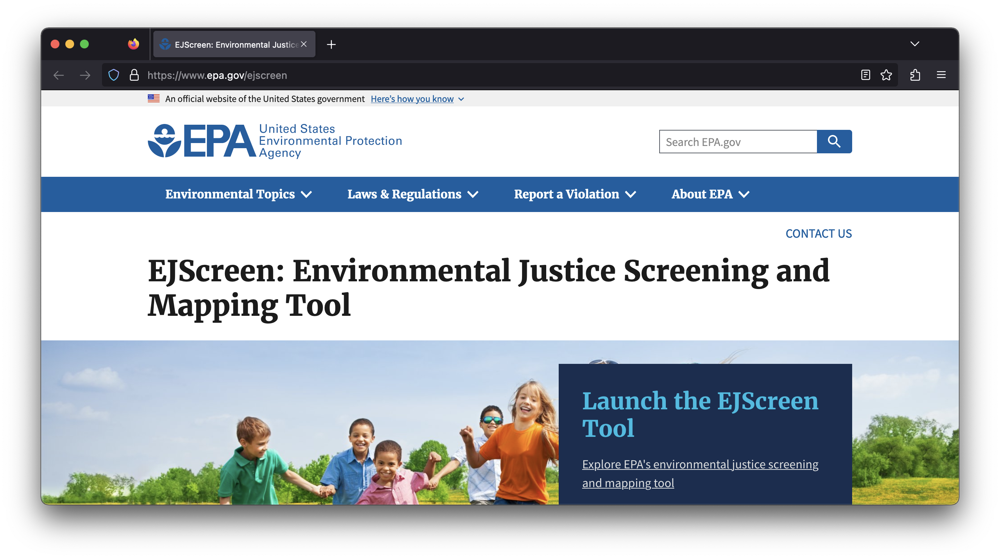 EJScreen: Environmental Justice
https://www.epa.gov/ejscreen
An official website of the United States government Here’s how you know
EPA
United States
Environmental Protection
Agency
Search EPA.gov
Environmental Topics Laws & Regulations Report a Violation About EPA
CONTACT US
EJScreen: Environmental Justice Screening and
Mapping Tool
Launch the EJScreen
Tool
Explore EPA's environmental justice screening
and mapping tool